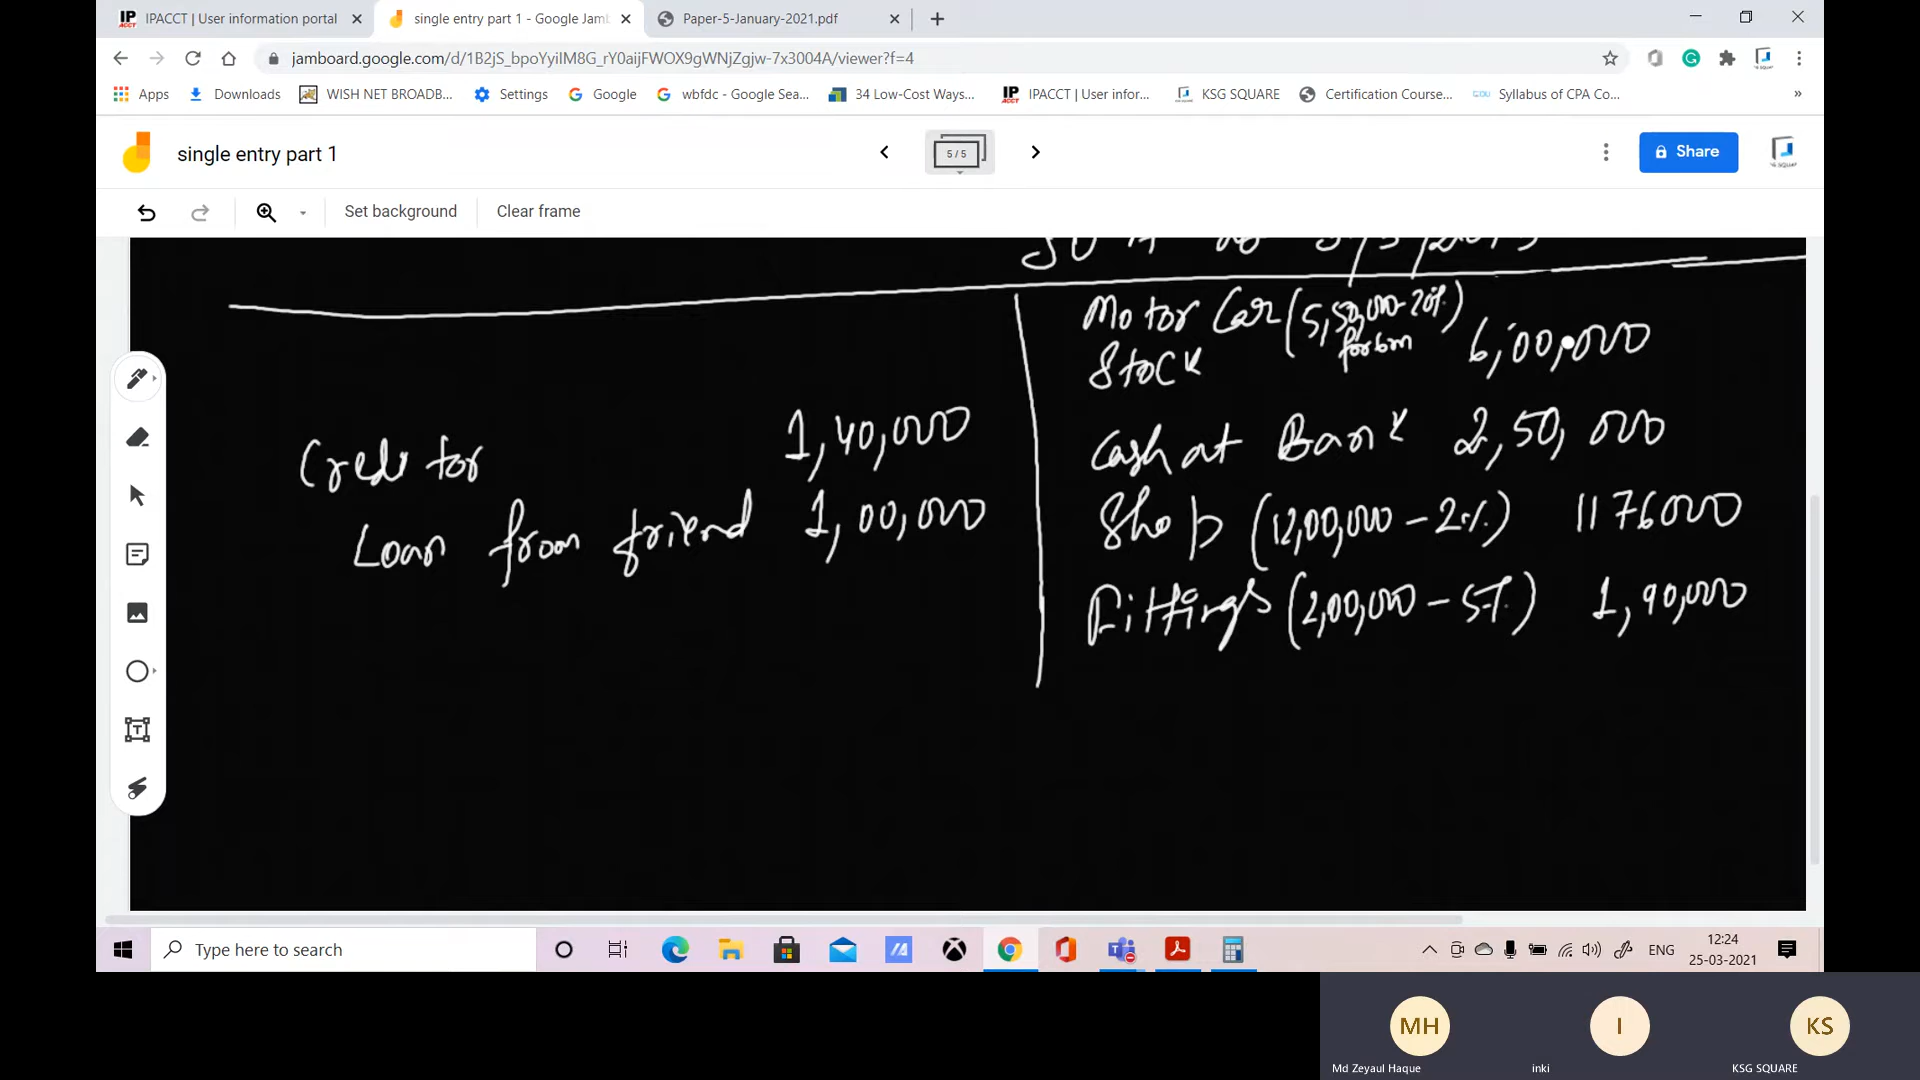 IPACCT | User information portal
single entry part 1 - Google Jamb
Paper-5-January-2021.pdf
jamboard.google.com/d/1B2jS_bpoYyiIM8G_rY0aijFWOX9gWNjZgjw-7x3004A/viewer?f=4
Apps
Downloads
WISH NET BROADB...
Settings
Google
wbfdc - Google Sea...
34 Low-Cost Ways...
IPACCT | User infor...
KSG SQUARE
Certification Course...
Syllabus of CPA Co...
»
single entry part 1
5 / 5
Share
Set background
Clear frame
Motor Car (5,50,000-20%)
for 6m
Stock 6,00,000
Creditor 1,40,000
Cash at Bank 2,50,000
Loan from friend 1,00,000
Shop (12,00,000 - 2%) 1176000
Fittings (2,00,000 - 5%) 1,90,000
Type here to search
ENG
12:24
25-03-2021
MH
I
KS
Md Zeyaul Haque
inki
KSG SQUARE